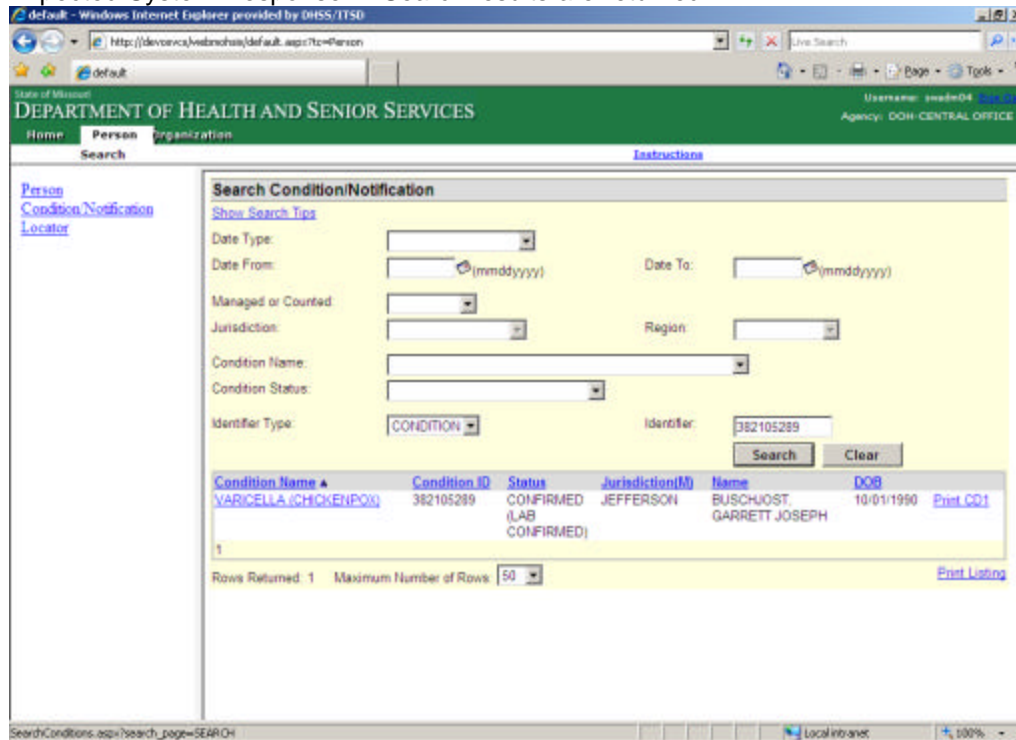 default - Windows Internet Explorer provided by DHSS/ITSD
http://devoevcs/webmohsis/default.aspx?tc=Person
Live Search
default
Page Tools
State of Missouri
DEPARTMENT OF HEALTH AND SENIOR SERVICES
Username: swadm04
Agency: DOH-CENTRAL OFFICE
Home Person Organization
Search Instructions
Person
Condition/Notification
Locator
Search Condition/Notification
Show Search Tips
Date Type:
Date From: (mmddyyyy) Date To: (mmddyyyy)
Managed or Counted:
Jurisdiction: Region:
Condition Name:
Condition Status:
Identifier Type: CONDITION Identifier: 382105289
Search Clear
Condition Name Condition ID Status Jurisdiction(M) Name DOB
VARICELLA (CHICKENPOX) 382105289 CONFIRMED (LAB CONFIRMED) JEFFERSON BUSCHJOST, GARRETT JOSEPH 10/01/1990 Print CD1
1
Rows Returned: 1 Maximum Number of Rows: 50 Print Listing
SearchConditions.aspx?search_page=SEARCH Local intranet 100%